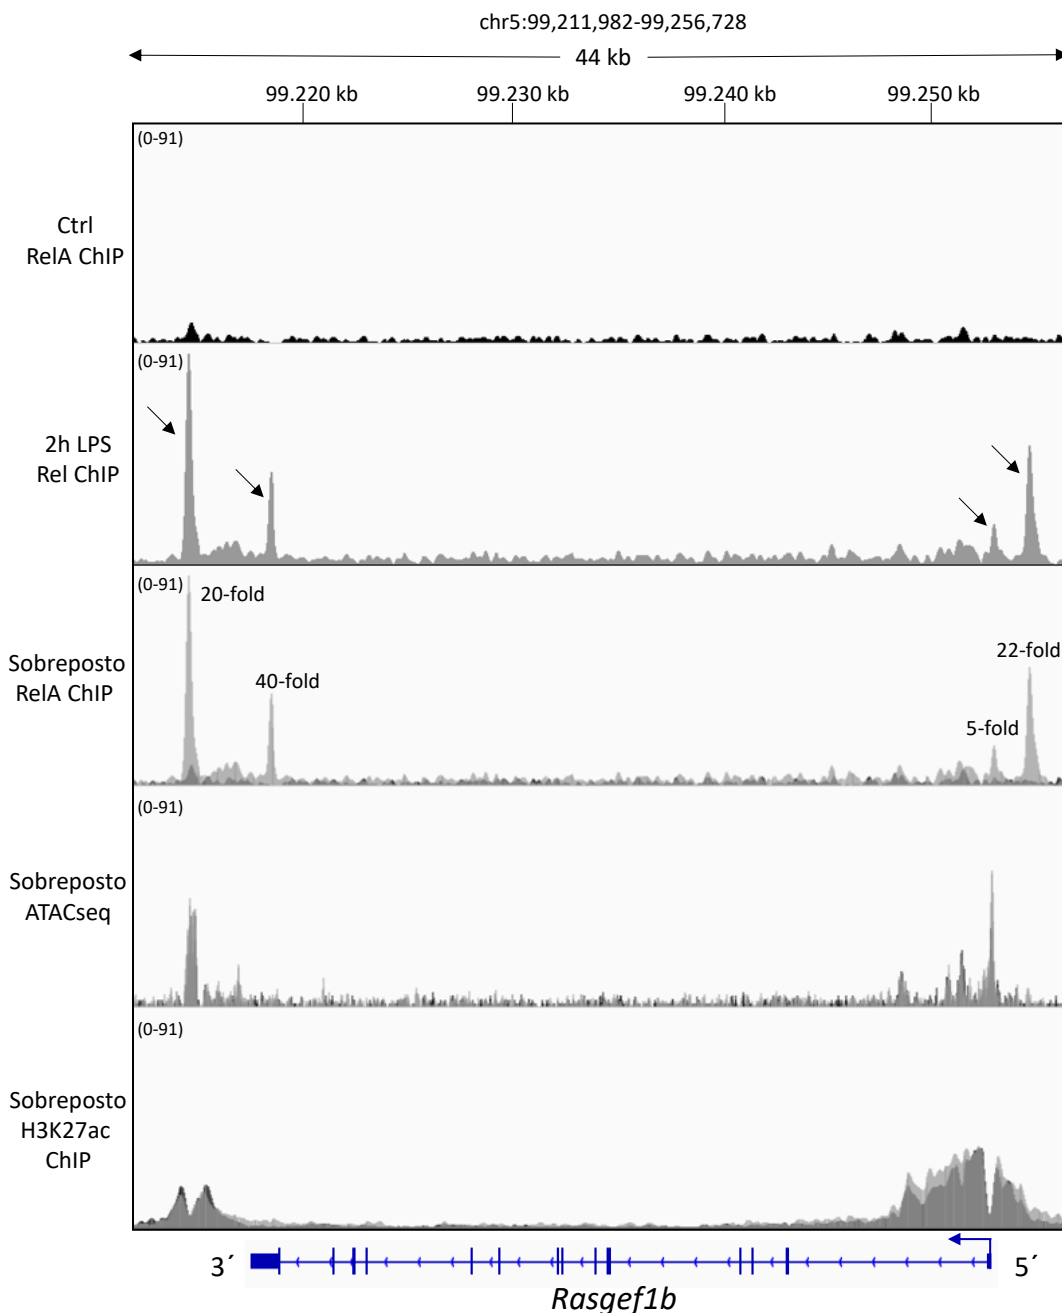 chr5:99,211,982-99,256,728
44 kb
99.220 kb 99.230 kb 99.240 kb 99.250 kb
(0-91)
Ctrl
RelA ChIP
(0-91)
2h LPS
Rel ChIP
(0-91)
20-fold
40-fold
22-fold
5-fold
Sobreposto
RelA ChIP
(0-91)
Sobreposto
ATACseq
(0-91)
Sobreposto
H3K27ac
ChIP
3´ 5´
Rasgef1b